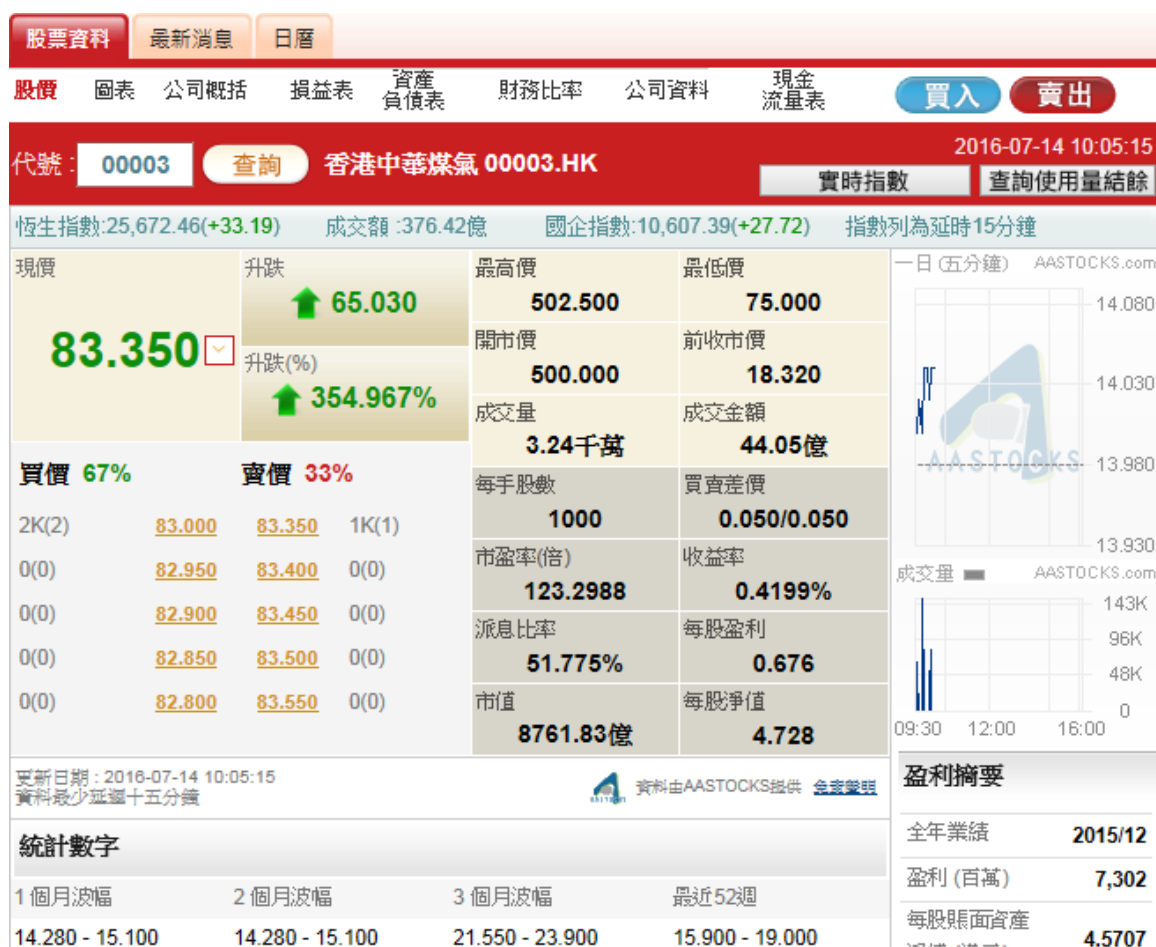 股票資料 最新消息 日曆
股價 圖表 公司概括 損益表 資產負債表 財務比率 公司資料 現金流量表 買入 賣出
2016-07-14 10:05:15
代號 : 00003 查詢 香港中華煤氣 00003.HK
實時指數 查詢使用量結餘
恆生指數:25,672.46(+33.19) 成交額 :376.42億 國企指數:10,607.39(+27.72) 指數列為延時15分鐘
現價 升跌 最高價 最低價
83.350 65.030 502.500 75.000
升跌(%) 開市價 前收市價
354.967% 500.000 18.320
成交量 成交金額
3.24千萬 44.05億
買價 67% 賣價 33%
每手股數 買賣差價
1000 0.050/0.050
2K(2) 83.000 83.350 1K(1)
0(0) 82.950 83.400 0(0)
0(0) 82.900 83.450 0(0)
0(0) 82.850 83.500 0(0)
0(0) 82.800 83.550 0(0)
市盈率(倍) 收益率
123.2988 0.4199%
派息比率 每股盈利
51.775% 0.676
市值 每股淨值
8761.83億 4.728
一日(五分鐘) AASTOCKS.com
14.080
14.030
AASTOCKS
13.980
13.930
成交量 AASTOCKS.com
143K
96K
48K
0
09:30 12:00 16:00
更新日期 : 2016-07-14 10:05:15
資料最少延遲十五分鐘
資料由AASTOCKS提供 免責聲明
統計數字
1 個月波幅 2 個月波幅 3 個月波幅 最近52週
14.280 - 15.100 14.280 - 15.100 21.550 - 23.900 15.900 - 19.000
盈利摘要
全年業績 2015/12
盈利 (百萬) 7,302
每股賬面資產
4.5707